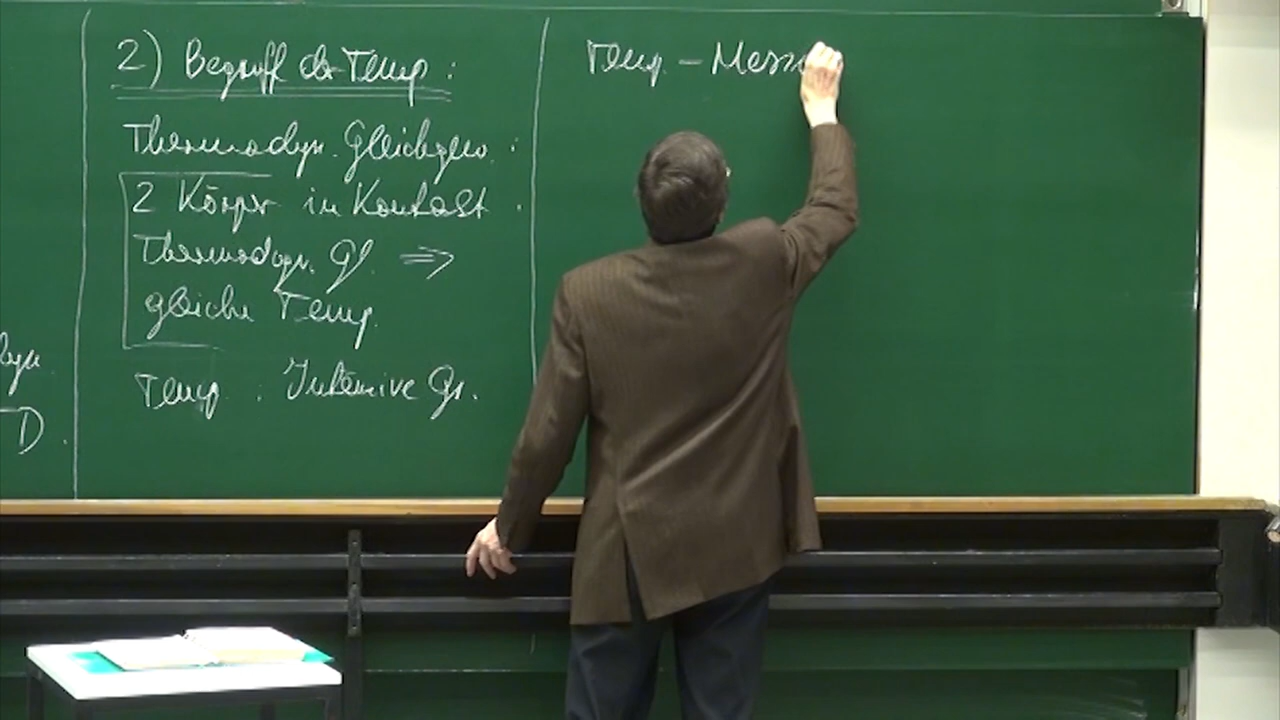 lyn.
D.
2) Begriff der Temp:
Thermodyn. Gleichgew.:
2 Körper in Kontakt.
Thermodyn. Gl. ⇒
gleiche Temp.
Temp.: Intensive Gr.
Temp. – Mess